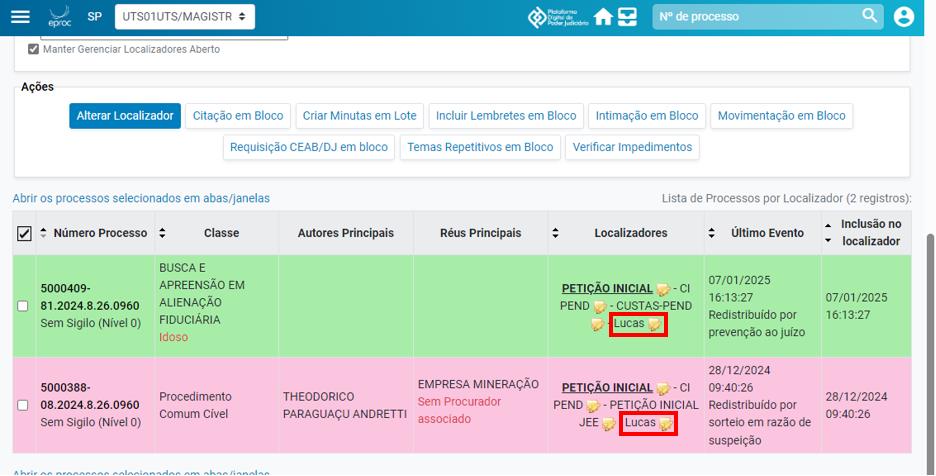 eproc
SP
UTS01UTS/MAGISTR
Plataforma
Digital do
Poder Judiciário
Nº de processo
Manter Gerenciar Localizadores Aberto
Ações
Alterar Localizador
Citação em Bloco
Criar Minutas em Lote
Incluir Lembretes em Bloco
Intimação em Bloco
Movimentação em Bloco
Requisição CEAB/DJ em bloco
Temas Repetitivos em Bloco
Verificar Impedimentos
Abrir os processos selecionados em abas/janelas
Lista de Processos por Localizador (2 registros):
Número Processo
Classe
Autores Principais
Réus Principais
Localizadores
Último Evento
Inclusão no
localizador
5000409-
81.2024.8.26.0960
Sem Sigilo (Nível 0)
BUSCA E
APREENSÃO EM
ALIENAÇÃO
FIDUCIÁRIA
Idoso
PETIÇÃO INICIAL - CI
PEND - CUSTAS-PEND
- Lucas
07/01/2025
16:13:27
Redistribuído por
prevenção ao juízo
07/01/2025
16:13:27
5000388-
08.2024.8.26.0960
Sem Sigilo (Nível 0)
Procedimento
Comum Cível
THEODORICO
PARAGUAÇU ANDRETTI
EMPRESA MINERAÇÃO
Sem Procurador
associado
PETIÇÃO INICIAL - CI
PEND - PETIÇÃO INICIAL
JEE - Lucas
28/12/2024
09:40:26
Redistribuído por
sorteio em razão de
suspeição
28/12/2024
09:40:26
Abrir os processos selecionados em abas/janelas